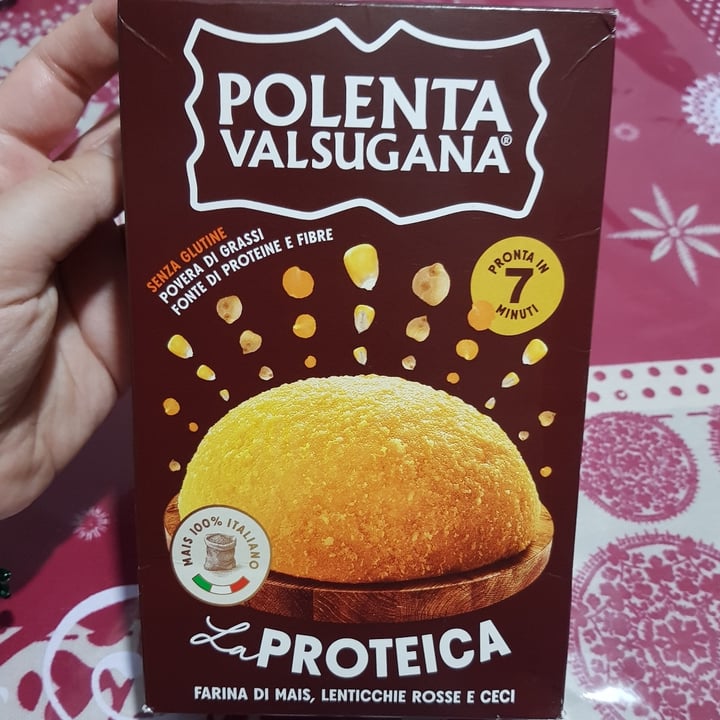 POLENTA
VALSUGANA®
SENZA GLUTINE
POVERA DI GRASSI
FONTE DI PROTEINE E FIBRE
PRONTA IN
7
MINUTI
MAIS 100% ITALIANO
La PROTEICA
FARINA DI MAIS, LENTICCHIE ROSSE E CECI